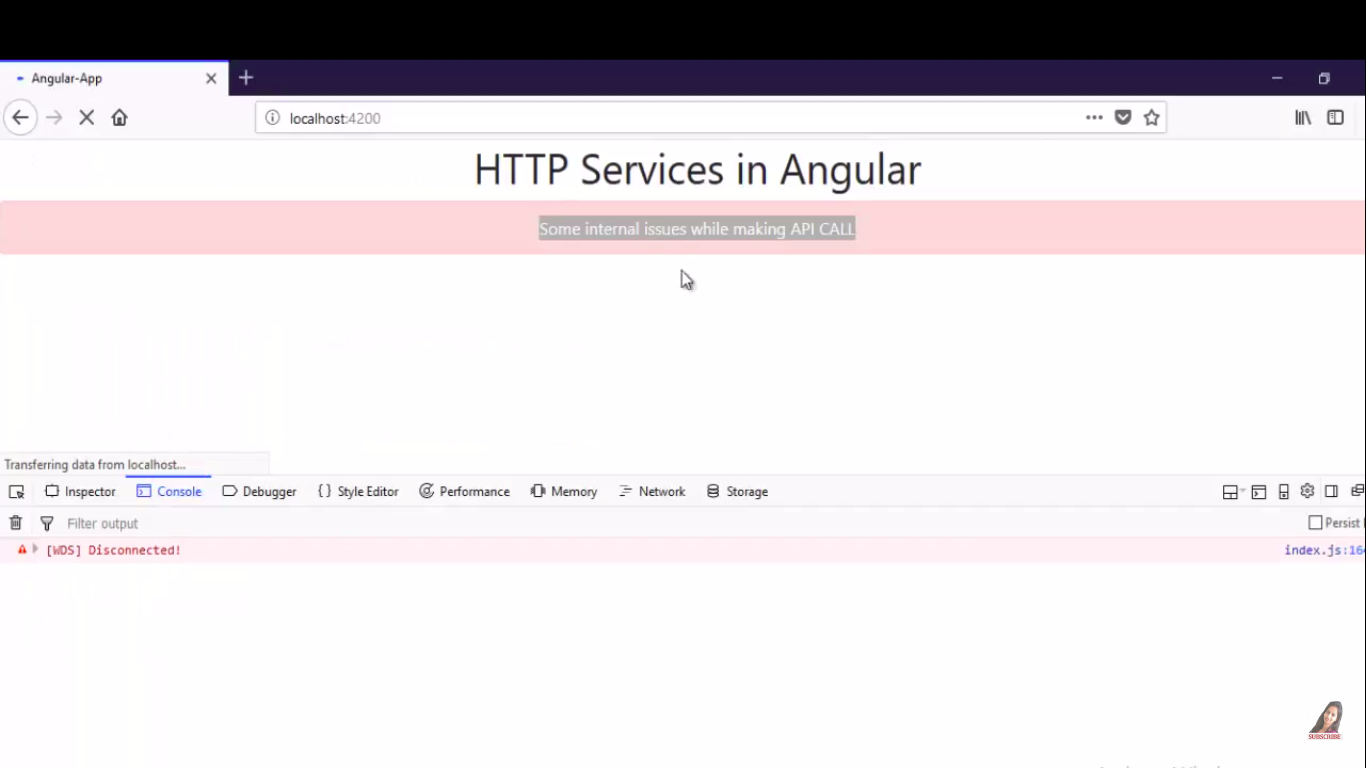 Angular-App
localhost:4200
HTTP Services in Angular
Some internal issues while making API CALL
Transferring data from localhost...
Inspector Console Debugger {} Style Editor Performance Memory Network Storage
Filter output
Persist
[WDS] Disconnected!
index.js:16
SUBSCRIBE